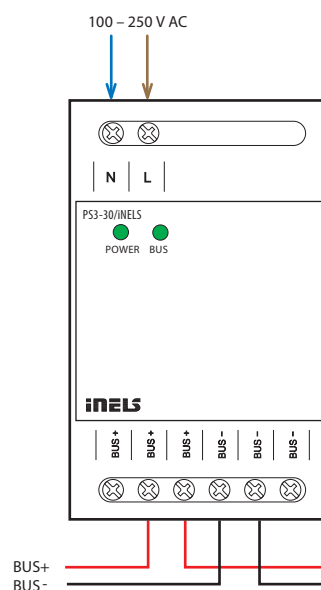 100 – 250 V AC
N L
PS3-30/iNELS
POWER BUS
iNELS
BUS + BUS + BUS + BUS – BUS – BUS –
BUS+
BUS-